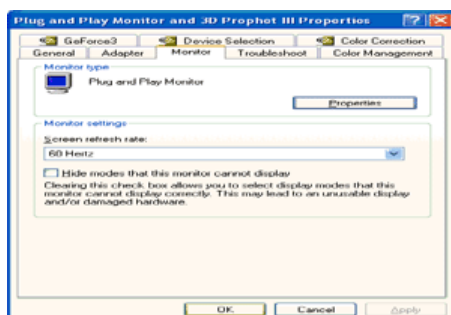 Plug and Play Monitor and 3D Prophet III Properties
GeForce3 Device Selection Color Correction
General Adapter Monitor Troubleshoot Color Management
Monitor type
Plug and Play Monitor
Properties
Monitor settings
Screen refresh rate:
60 Hertz
Hide modes that this monitor cannot display
Clearing this check box allows you to select display modes that this
monitor cannot display correctly. This may lead to an unusable display
and/or damaged hardware.
OK Cancel Apply